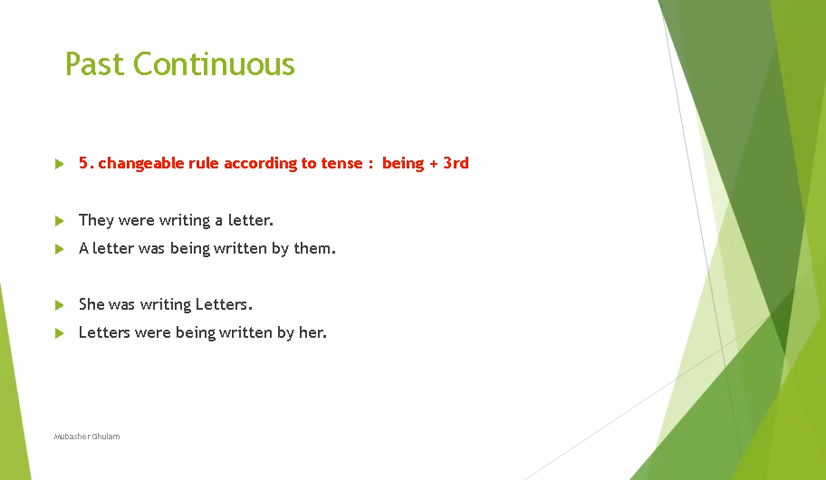 Past Continuous
5. changeable rule according to tense : being + 3rd
They were writing a letter.
A letter was being written by them.
She was writing Letters.
Letters were being written by her.
Mubasher Ghulam